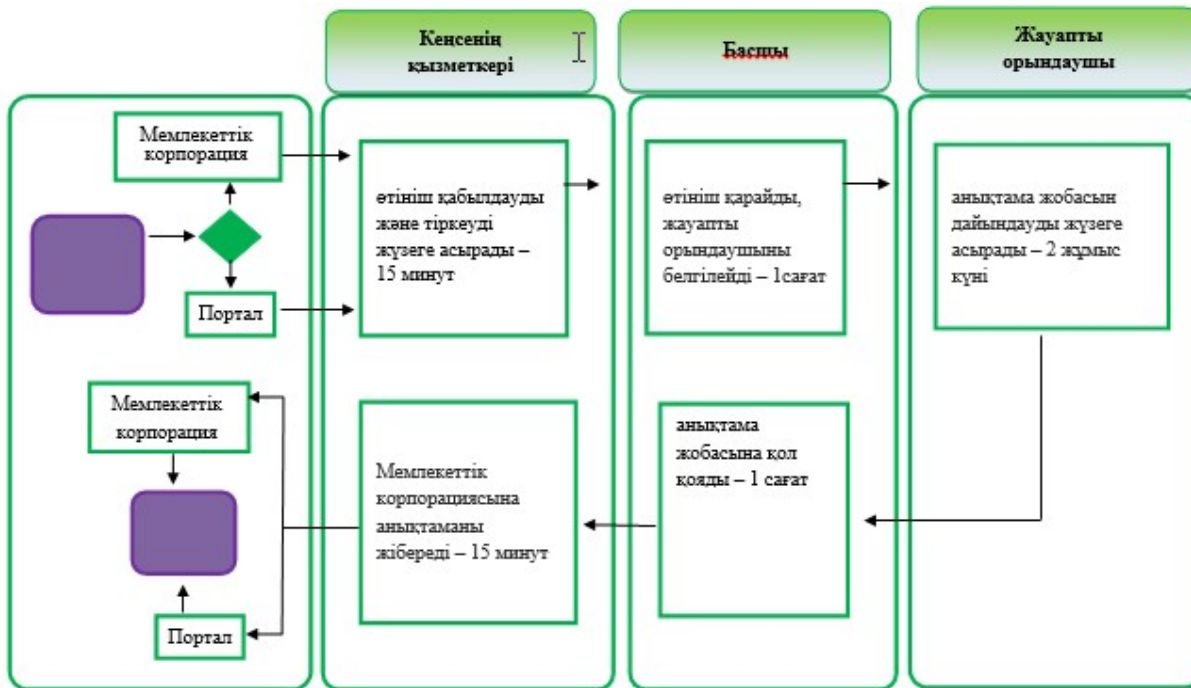 Кеңсенің
қызметкері
Басшы
Жауапты
орындаушы
Мемлекеттік
корпорация
Портал
өтініш қабылдауды
және тіркеуді
жүзеге асырады –
15 минут
өтініш қарайды,
жауапты
орындаушыны
белгілейді – 1сағат
анықтама жобасын
дайындауды жүзеге
асырады – 2 жұмыс
күні
Мемлекеттік
корпорация
Портал
Мемлекеттік
корпорациясына
анықтаманы
жібереді – 15 минут
анықтама
жобасына қол
қояды – 1 сағат